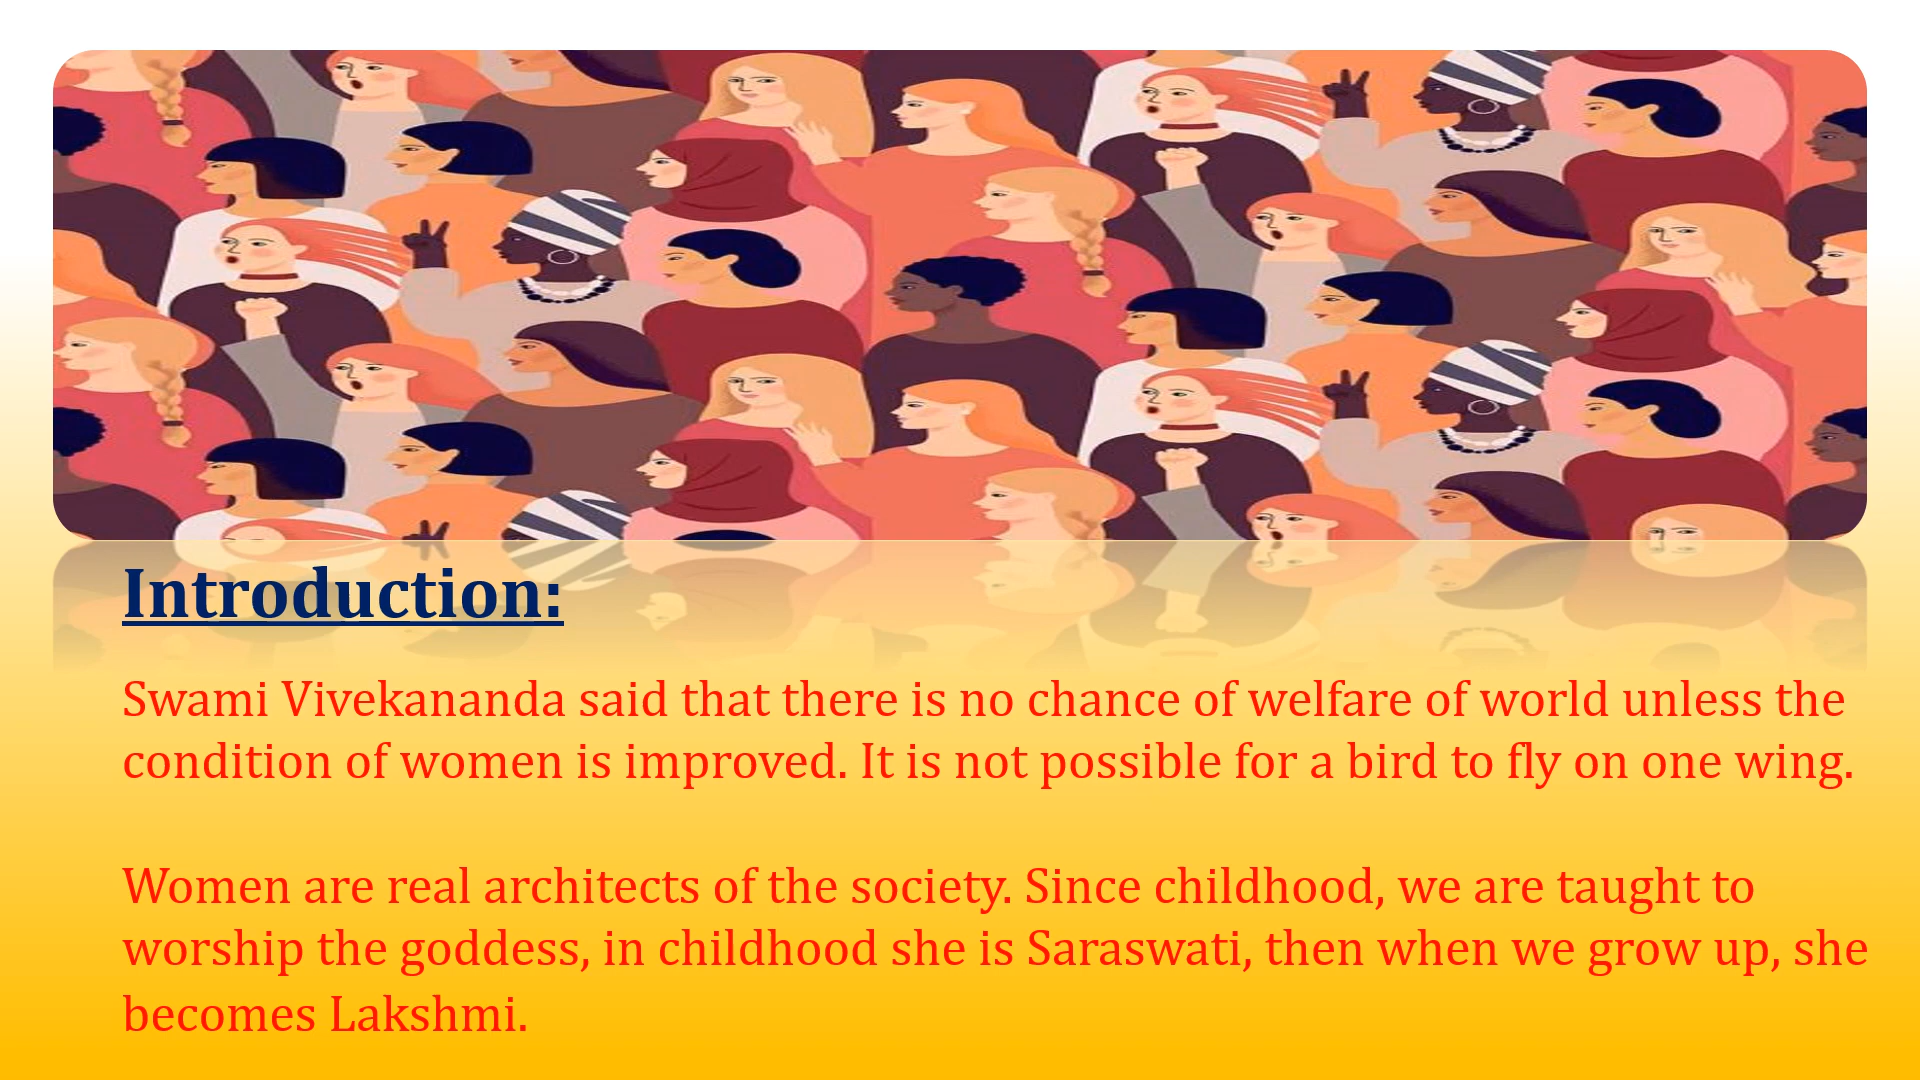 Introduction:
Swami Vivekananda said that there is no chance of welfare of world unless the
condition of women is improved. It is not possible for a bird to fly on one wing.
Women are real architects of the society. Since childhood, we are taught to
worship the goddess, in childhood she is Saraswati, then when we grow up, she
becomes Lakshmi.